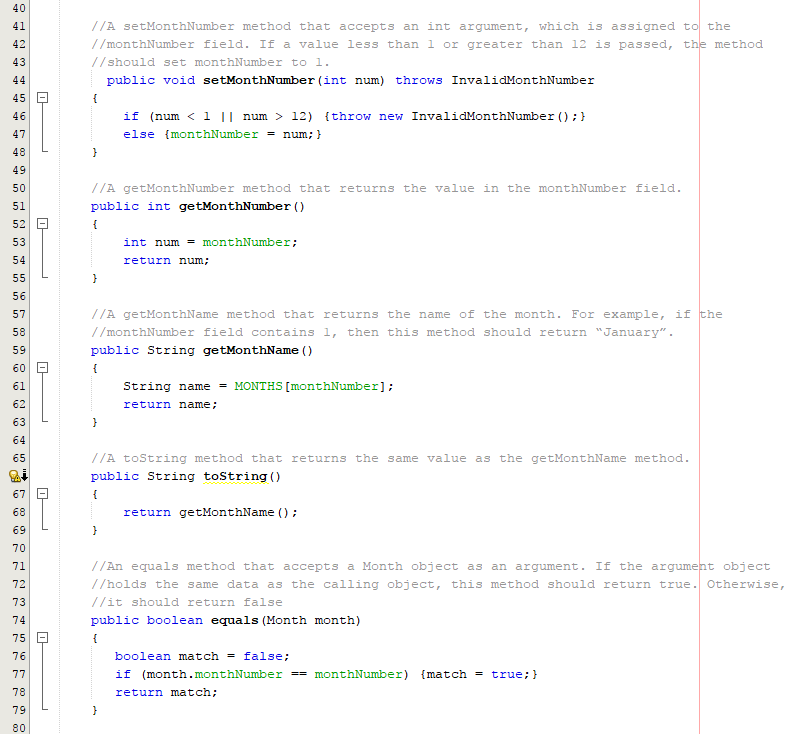 40
41 //A setMonthNumber method that accepts an int argument, which is assigned to the
42 //monthNumber field. If a value less than 1 or greater than 12 is passed, the method
43 //should set monthNumber to 1.
44 public void setMonthNumber(int num) throws InvalidMonthNumber
45 {
46 if (num < 1 || num > 12) {throw new InvalidMonthNumber();}
47 else {monthNumber = num;}
48 }
49
50 //A getMonthNumber method that returns the value in the monthNumber field.
51 public int getMonthNumber()
52 {
53 int num = monthNumber;
54 return num;
55 }
56
57 //A getMonthName method that returns the name of the month. For example, if the
58 //monthNumber field contains 1, then this method should return “January”.
59 public String getMonthName()
60 {
61 String name = MONTHS[monthNumber];
62 return name;
63 }
64
65 //A toString method that returns the same value as the getMonthName method.
public String toString()
67 {
68 return getMonthName();
69 }
70
71 //An equals method that accepts a Month object as an argument. If the argument object
72 //holds the same data as the calling object, this method should return true. Otherwise,
73 //it should return false
74 public boolean equals(Month month)
75 {
76 boolean match = false;
77 if (month.monthNumber == monthNumber) {match = true;}
78 return match;
79 }
80